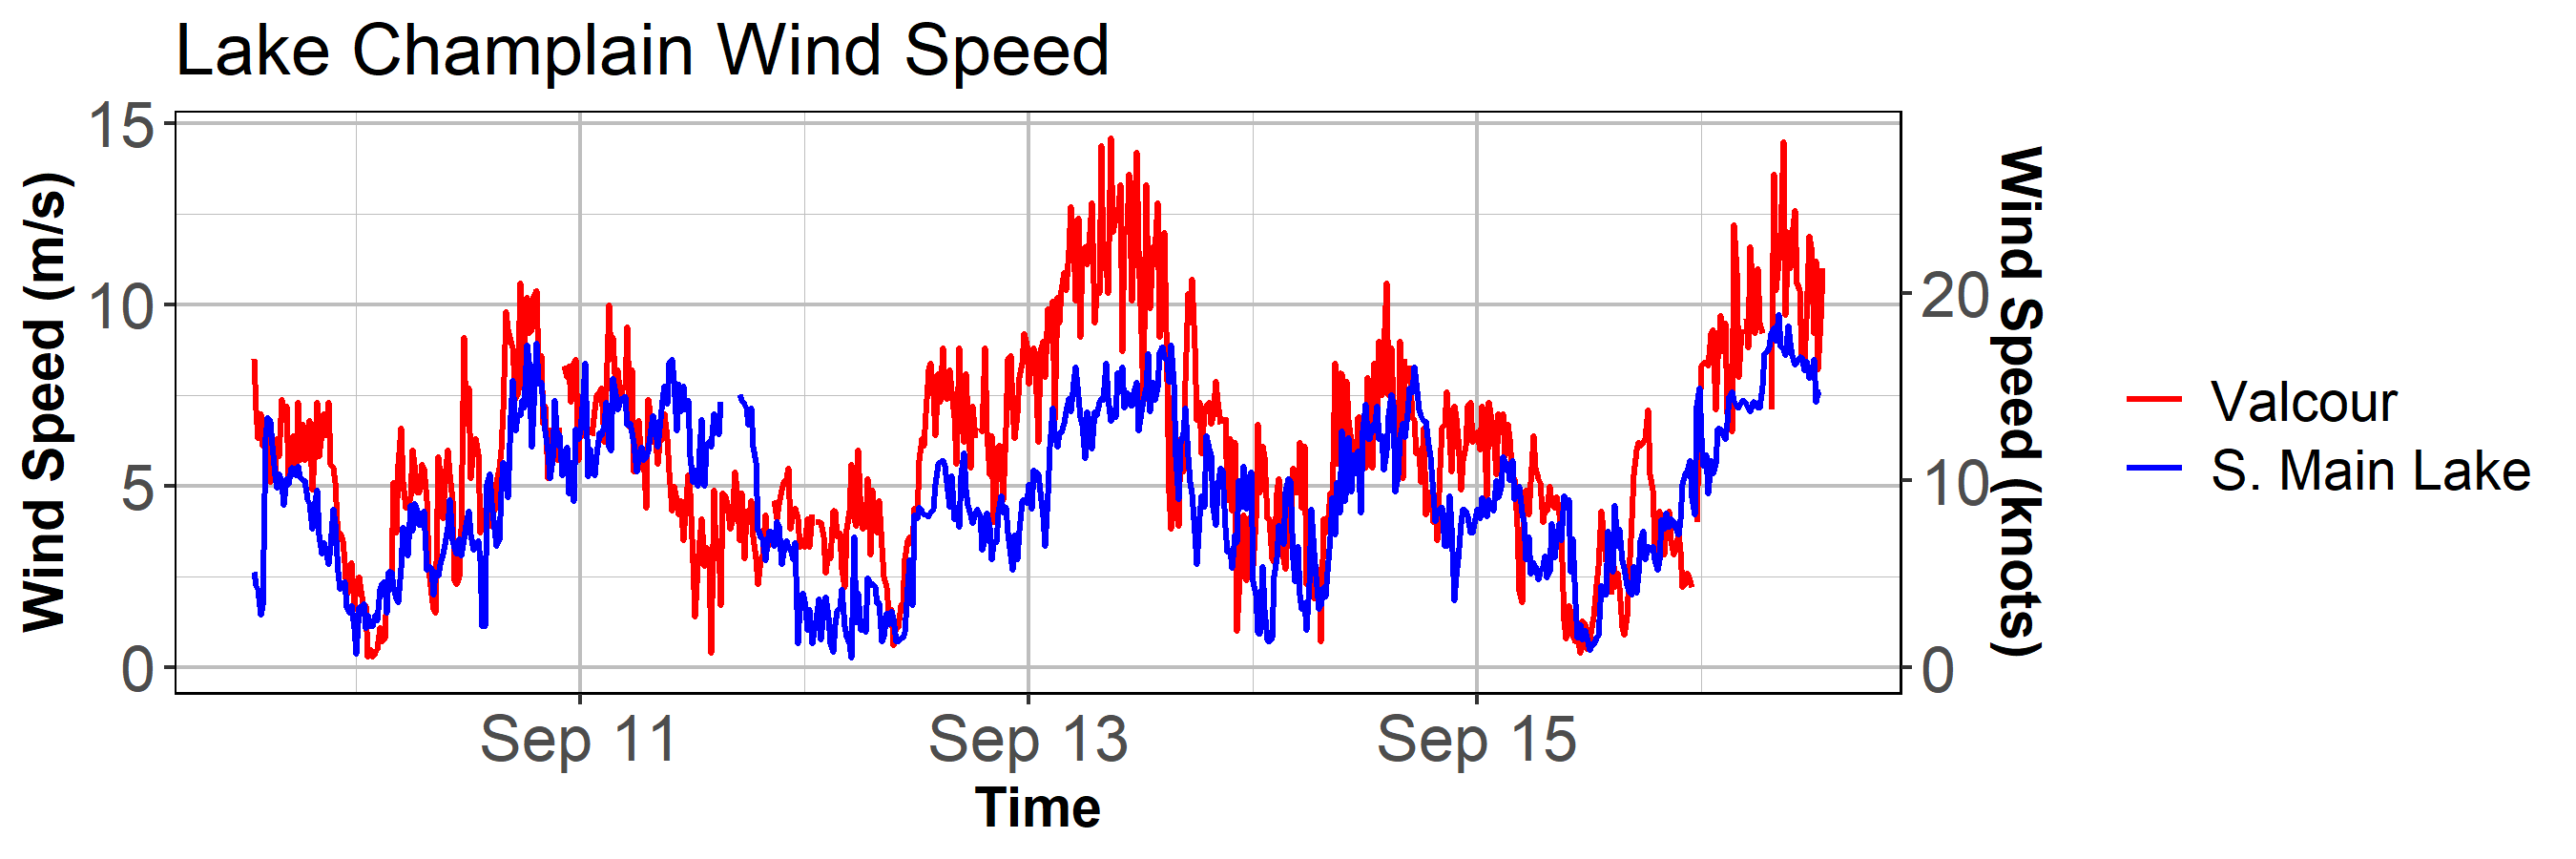 Lake Champlain Wind Speed
Wind Speed (m/s)
15
10
5
0
Wind Speed (knots)
20
10
0
Sep 11
Sep 13
Sep 15
Time
Valcour
S. Main Lake